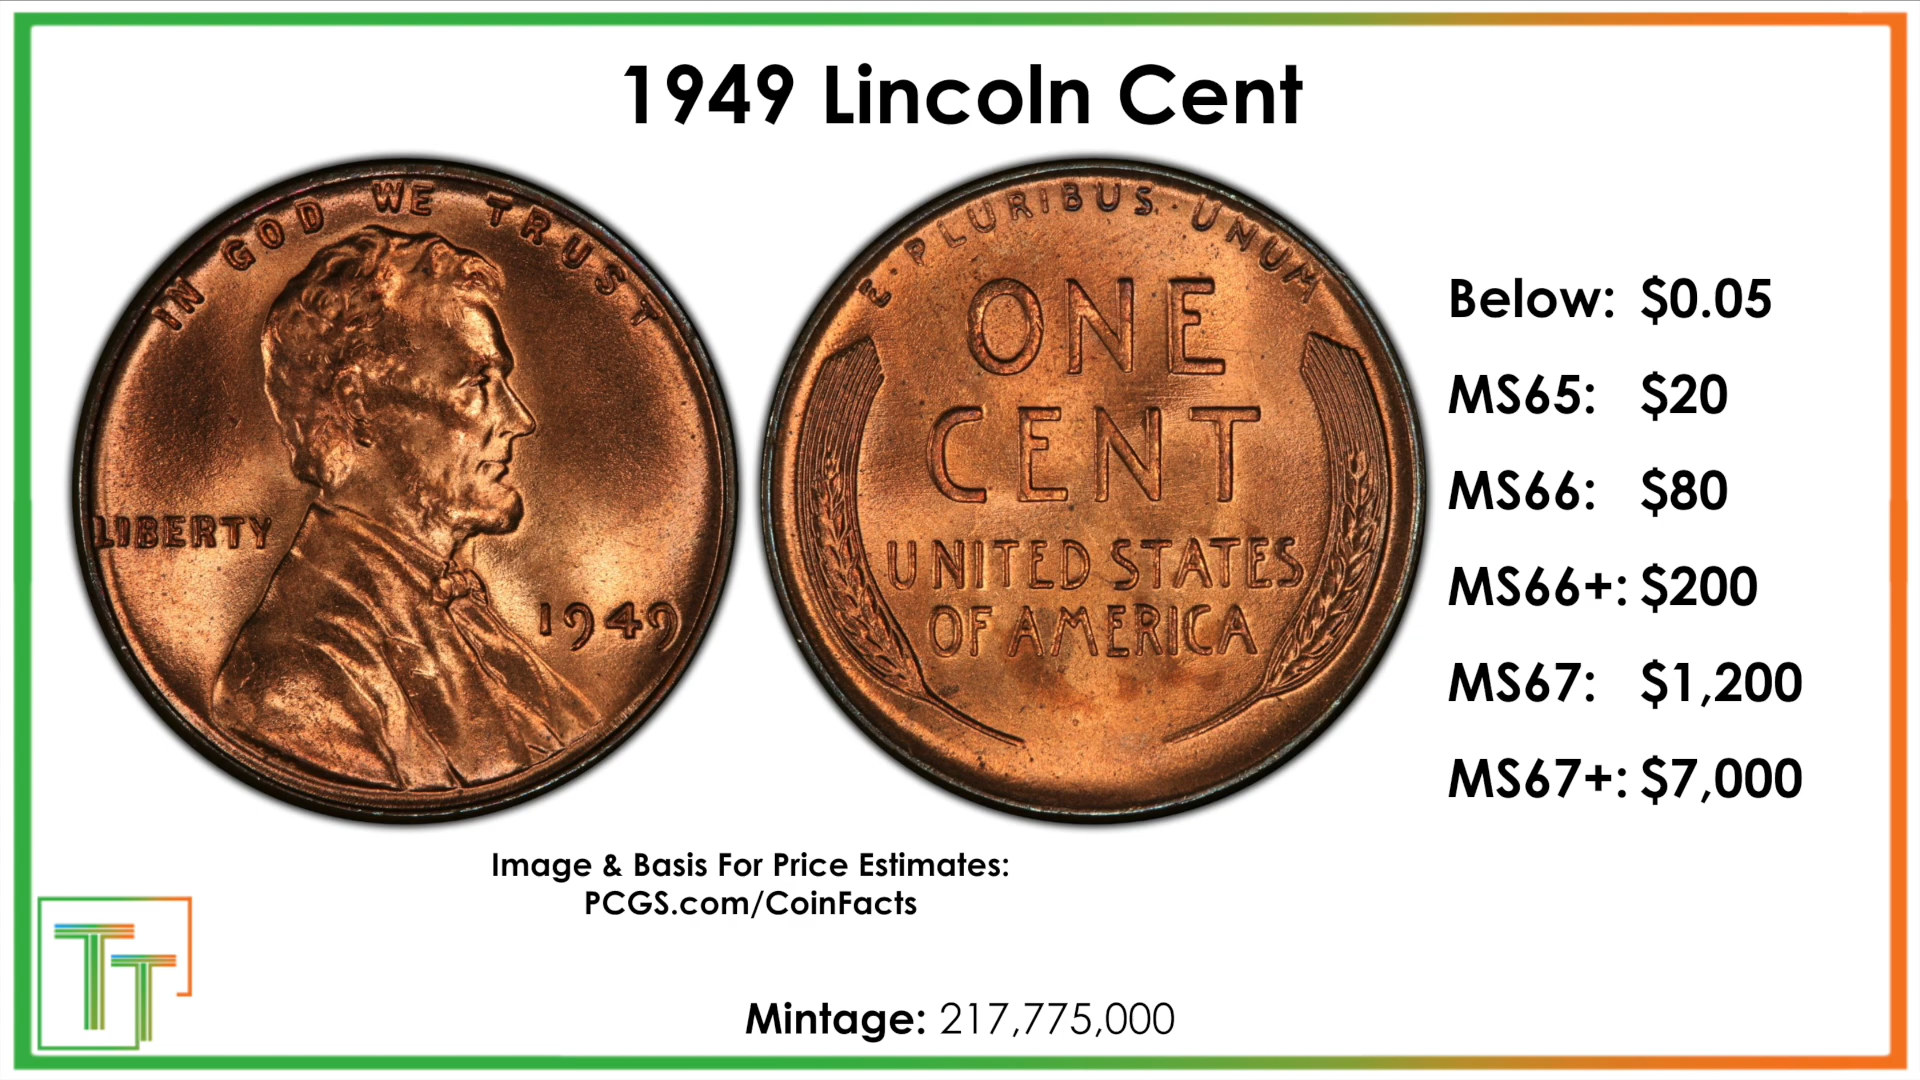 1949 Lincoln Cent
IN GOD WE TRUST
LIBERTY
1949
E·PLURIBUS·UNUM
ONE
CENT
UNITED STATES
OF AMERICA
Below: $0.05
MS65: $20
MS66: $80
MS66+: $200
MS67: $1,200
MS67+: $7,000
Image & Basis For Price Estimates:
PCGS.com/CoinFacts
TT
Mintage: 217,775,000